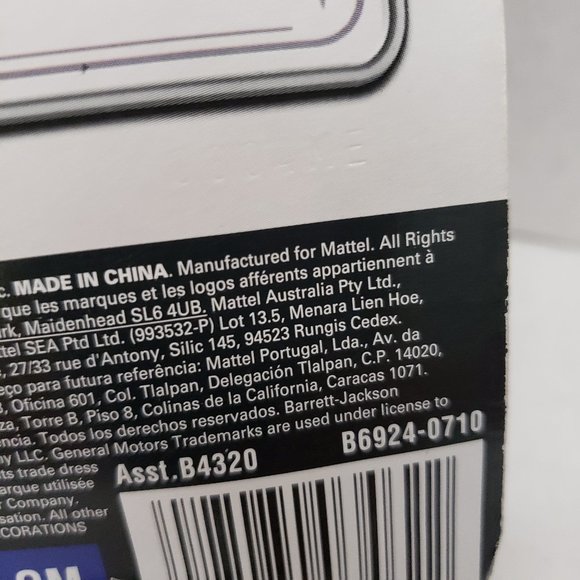 c. MADE IN CHINA. Manufactured for Mattel. All Rights
que les marques et les logos afférents appartiennent à
rk, Maidenhead SL6 4UB. Mattel Australia Pty Ltd.,
ttel SEA Ptd Ltd. (993532-P) Lot 13.5, Menara Lien Hoe,
, 27/33 rue d'Antony, Silic 145, 94523 Rungis Cedex.
eço para futura referência: Mattel Portugal, Lda., Av. da
3, Oficina 601, Col. Tlalpan, Delegación Tlalpan, C.P. 14020,
za, Torre B, Piso 8, Colinas de la California, Caracas 1071.
encia. Todos los derechos reservados. Barrett-Jackson
ny LLC. General Motors Trademarks are used under license to
its trade dress
arque utilisée
r Company.
sation. All other
CORATIONS
Asst.B4320
B6924-0710
GM